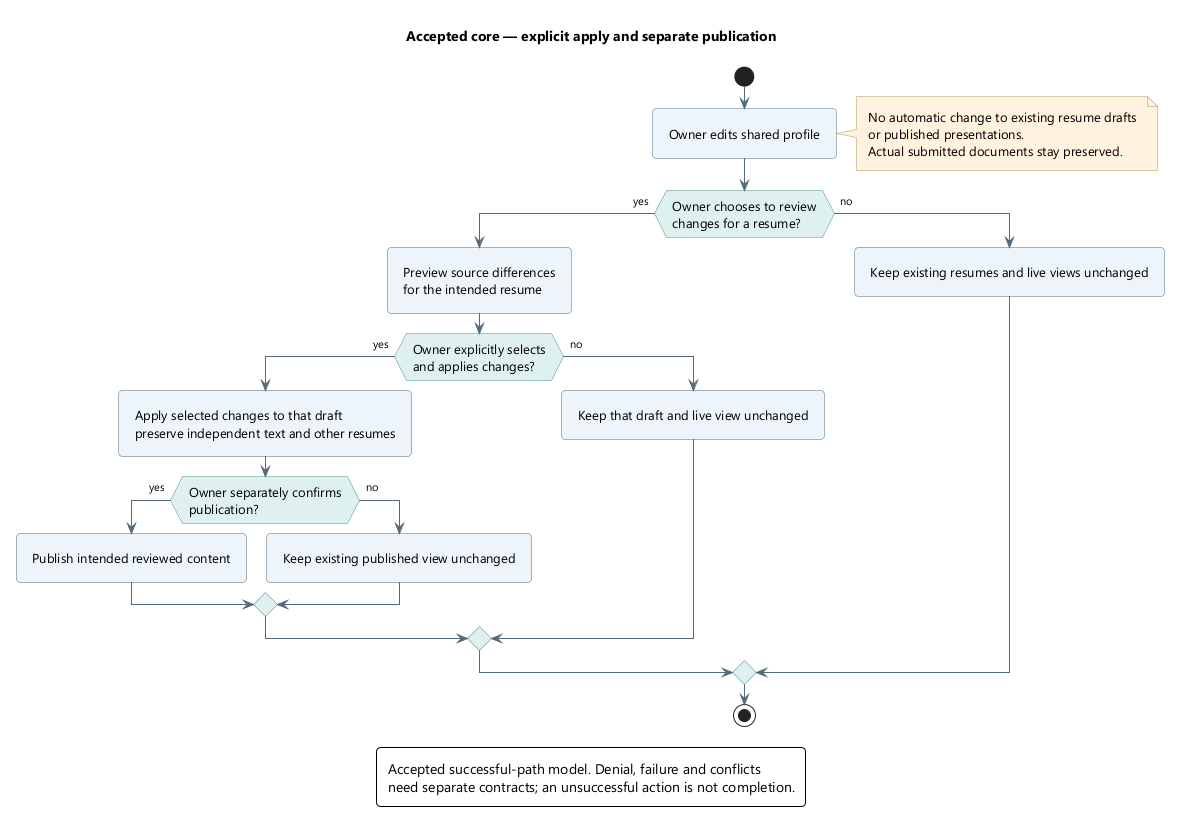 Accepted core — explicit apply and separate publication
Owner edits shared profile
No automatic change to existing resume drafts
or published presentations.
Actual submitted documents stay preserved.
yes
Owner chooses to review
changes for a resume?
no
Preview source differences
for the intended resume
Keep existing resumes and live views unchanged
yes
Owner explicitly selects
and applies changes?
no
Apply selected changes to that draft
preserve independent text and other resumes
Keep that draft and live view unchanged
yes
Owner separately confirms
publication?
no
Publish intended reviewed content
Keep existing published view unchanged
Accepted successful-path model. Denial, failure and conflicts
need separate contracts; an unsuccessful action is not completion.